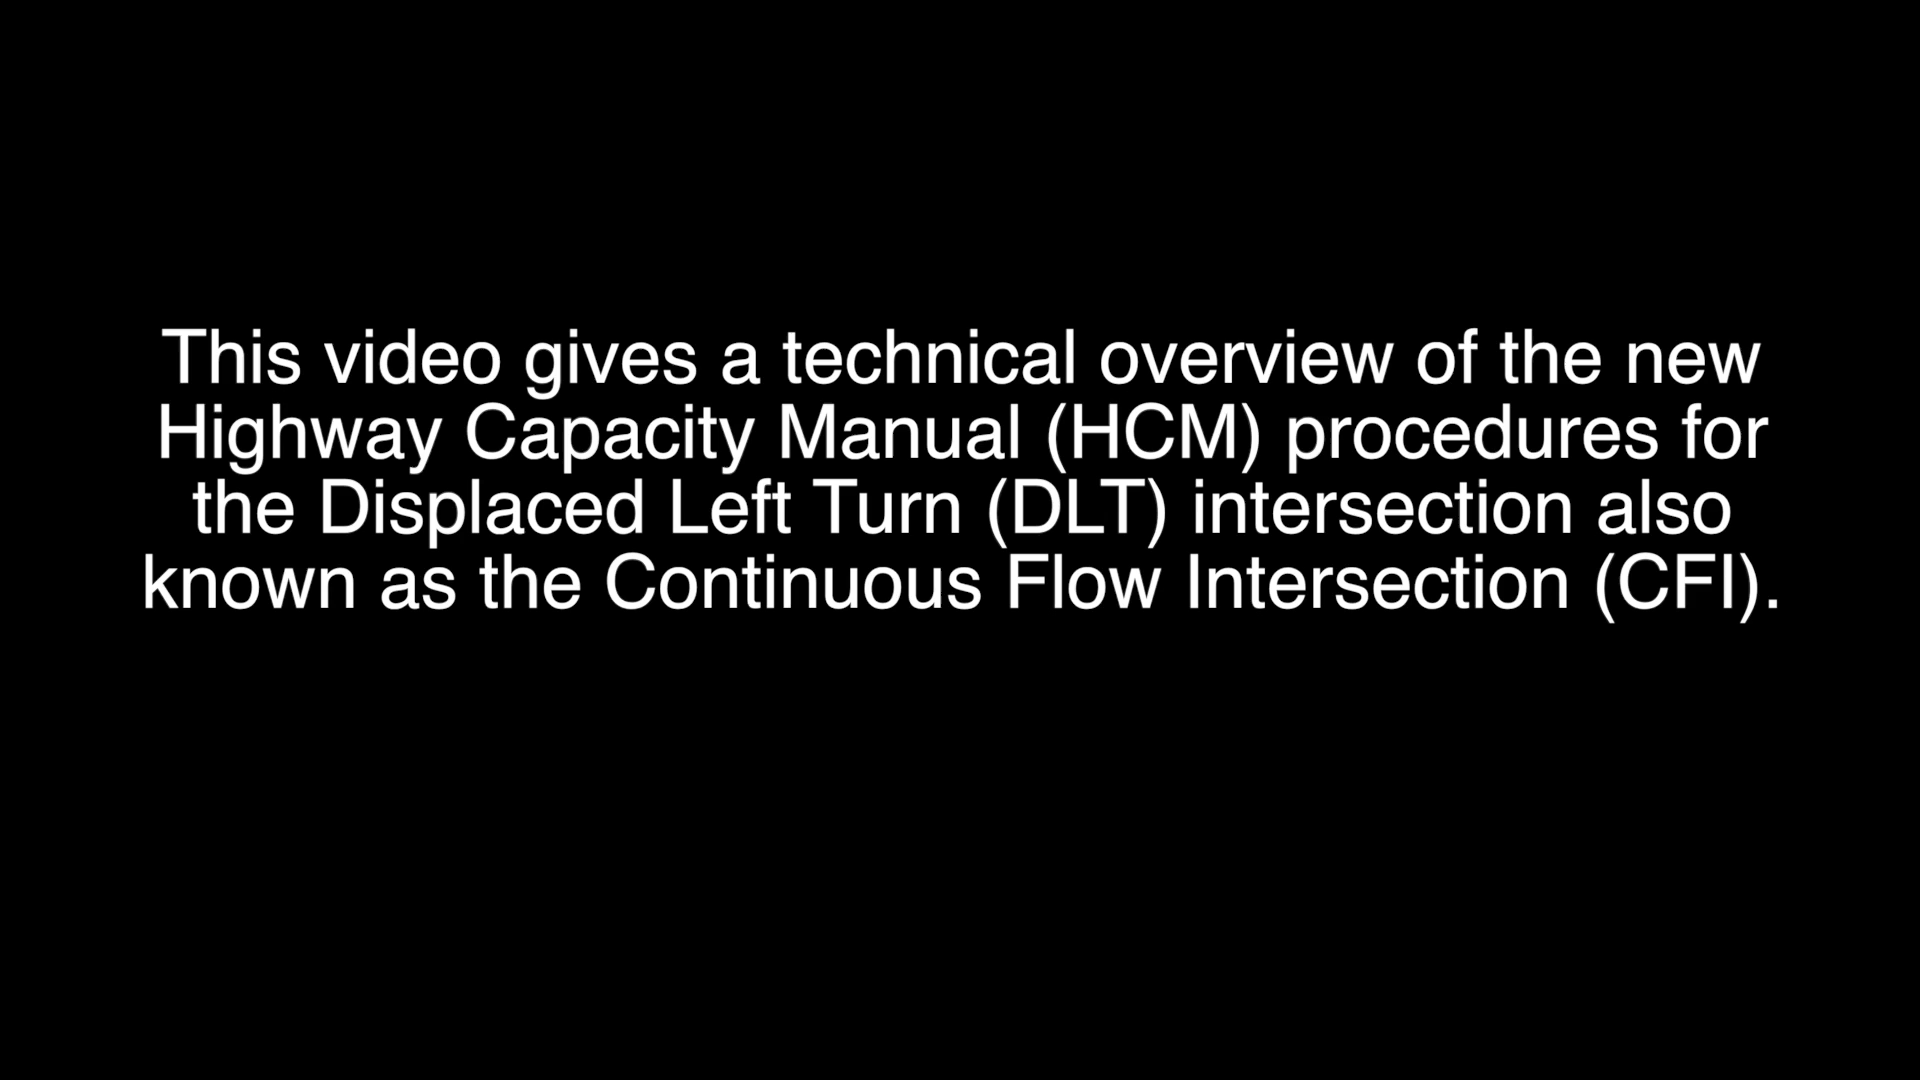 This video gives a technical overview of the new
Highway Capacity Manual (HCM) procedures for
the Displaced Left Turn (DLT) intersection also
known as the Continuous Flow Intersection (CFI).